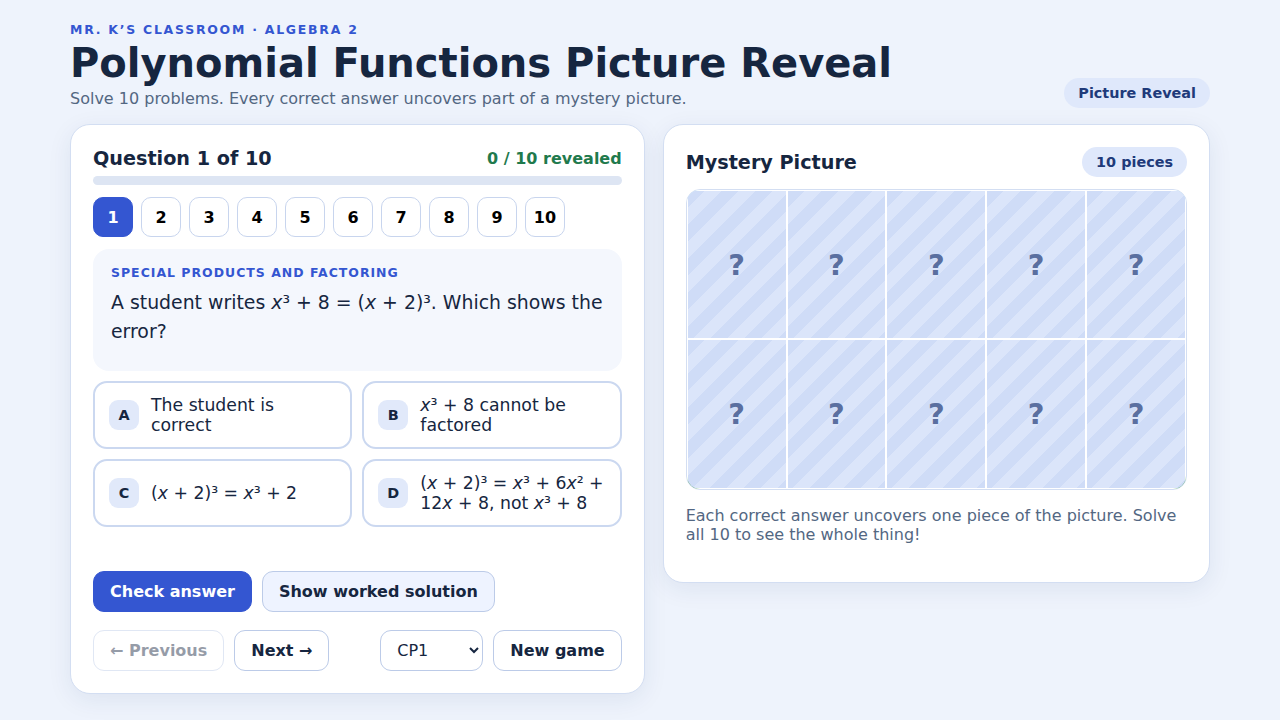 MR. K’S CLASSROOM · ALGEBRA 2
Polynomial Functions Picture Reveal
Solve 10 problems. Every correct answer uncovers part of a mystery picture.
Picture Reveal
Question 1 of 10
0 / 10 revealed
1 2 3 4 5 6 7 8 9 10
SPECIAL PRODUCTS AND FACTORING
A student writes x³ + 8 = (x + 2)³. Which shows the
error?
A The student is
correct
B x³ + 8 cannot be
factored
C (x + 2)³ = x³ + 2
D (x + 2)³ = x³ + 6x² +
12x + 8, not x³ + 8
Check answer
Show worked solution
← Previous
Next →
CP1
New game
Mystery Picture
10 pieces
? ? ? ? ?
? ? ? ? ?
Each correct answer uncovers one piece of the picture. Solve
all 10 to see the whole thing!